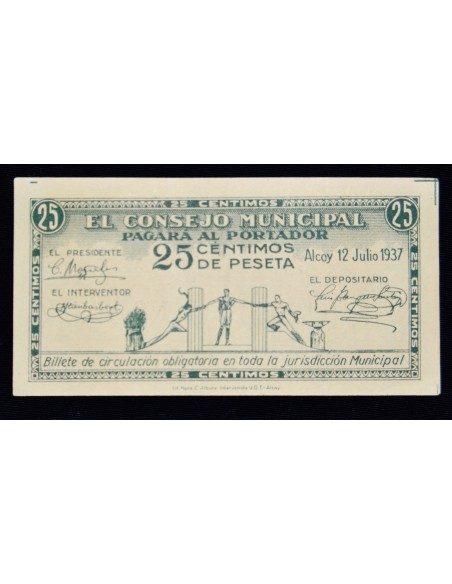 25 CENTIMOS
25
25
EL CONSEJO MUNICIPAL
PAGARÁ AL PORTADOR
25 CÉNTIMOS
DE PESETA
Alcoy 12 Julio 1937
EL PRESIDENTE
EL INTERVENTOR
EL DEPOSITARIO
25 CENTIMOS
25 CENTIMOS
Billete de circulación obligatoria en toda la jurisdicción Municipal
25 CENTIMOS